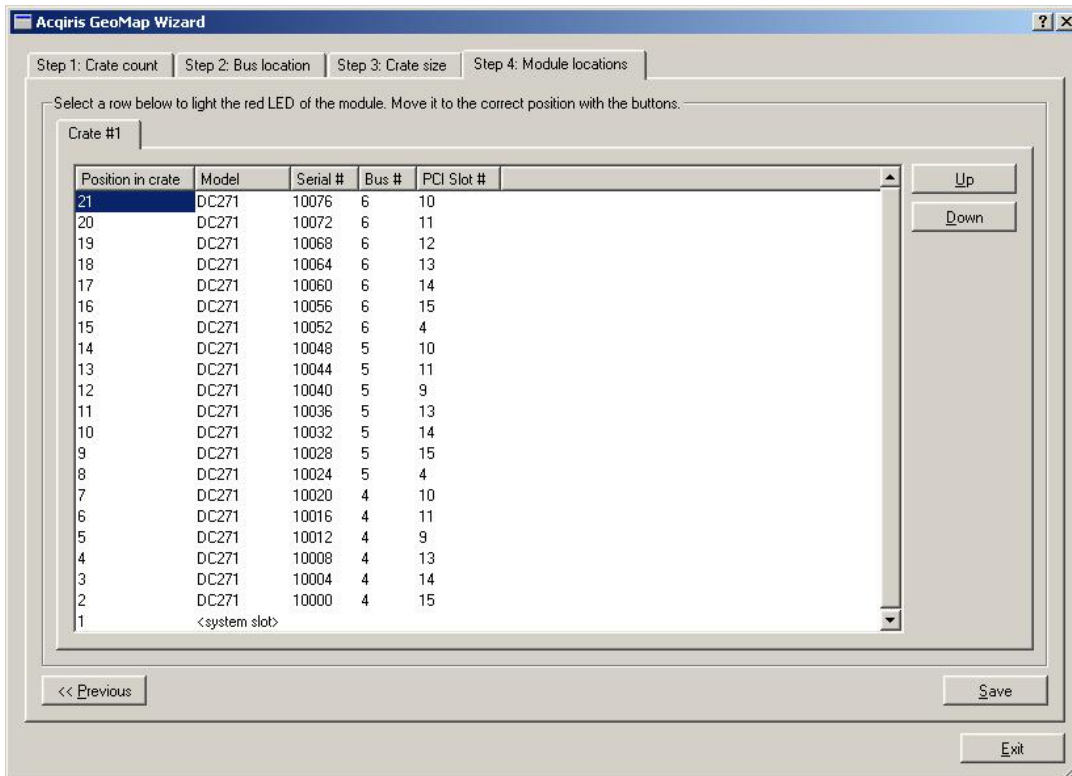 Acqiris GeoMap Wizard
Step 1: Crate count Step 2: Bus location Step 3: Crate size Step 4: Module locations
Select a row below to light the red LED of the module. Move it to the correct position with the buttons.
Crate #1
Position in crate Model Serial # Bus # PCI Slot #
21 DC271 10076 6 10
20 DC271 10072 6 11
19 DC271 10068 6 12
18 DC271 10064 6 13
17 DC271 10060 6 14
16 DC271 10056 6 15
15 DC271 10052 6 4
14 DC271 10048 5 10
13 DC271 10044 5 11
12 DC271 10040 5 9
11 DC271 10036 5 13
10 DC271 10032 5 14
9 DC271 10028 5 15
8 DC271 10024 5 4
7 DC271 10020 4 10
6 DC271 10016 4 11
5 DC271 10012 4 9
4 DC271 10008 4 13
3 DC271 10004 4 14
2 DC271 10000 4 15
1 <system slot>
Up
Down
<< Previous
Save
Exit